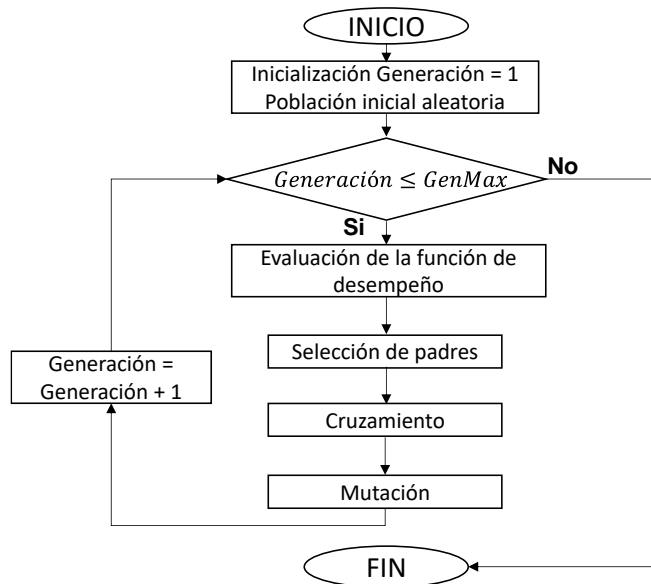 INICIO
Inicialización Generación = 1
Población inicial aleatoria
Generación ≤ GenMax
No
Si
Evaluación de la función de
desempeño
Selección de padres
Generación =
Generación + 1
Cruzamiento
Mutación
FIN